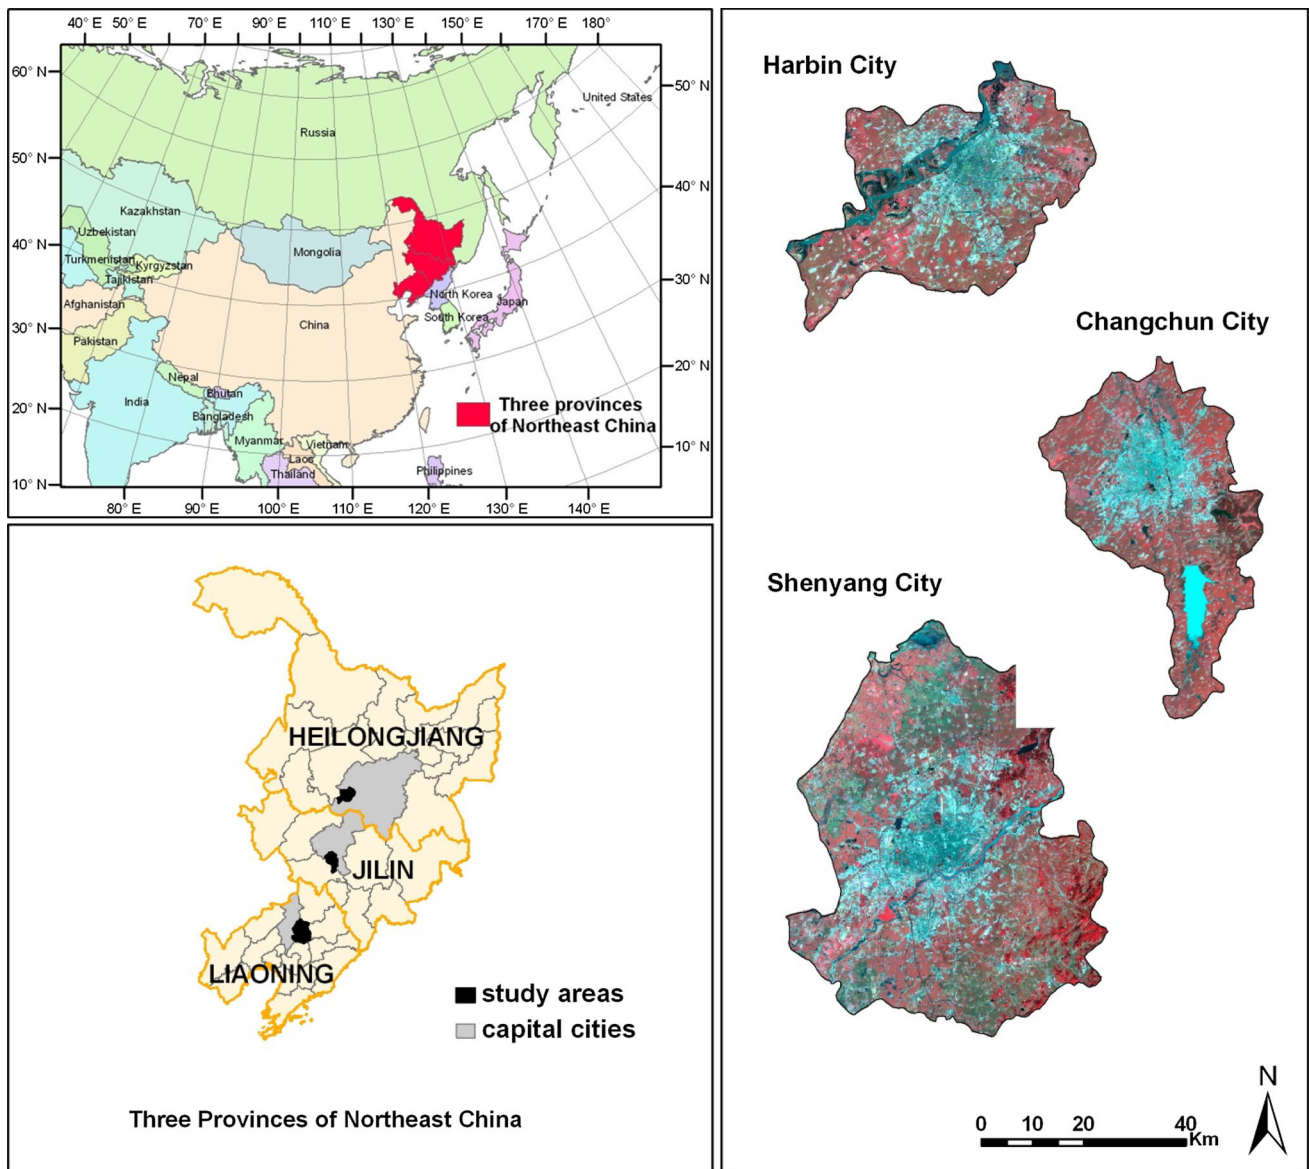 40° E 50° E 70° E 90° E 110° E 130° E 150° E 170° E 180°
60° N
50° N
40° N
30° N
20° N
10° N
50° N
40° N
30° N
20° N
10° N
United States
Russia
Kazakhstan
Uzbekistan
Mongolia
Turkmenistan
Kyrgyzstan
Tajikistan
North Korea
Afghanistan
Japan
South Korea
China
Pakistan
Nepal
Bhutan
India
Bangladesh
Myanmar
Vietnam
Laos
Thailand
Philippines
Three provinces
of Northeast China
80° E 90° E 100° E 110° E 120° E 130° E 140° E
HEILONGJIANG
JILIN
LIAONING
study areas
capital cities
Three Provinces of Northeast China
Harbin City
Changchun City
Shenyang City
N
0 10 20 40
Km